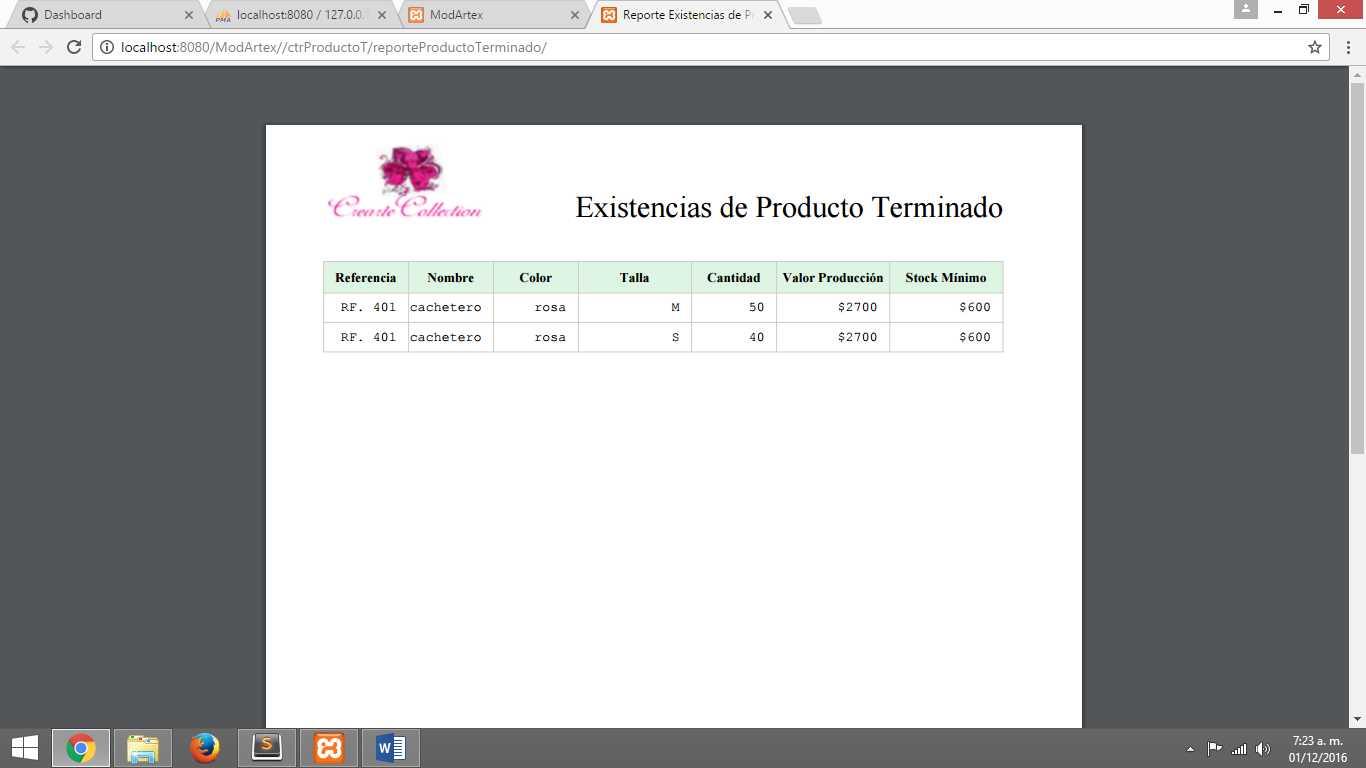 Dashboard
localhost:8080 / 127.0.0.1
ModArtex
Reporte Existencias de P
localhost:8080/ModArtex//ctrProductoT/reporteProductoTerminado/
Crearte Collection
Existencias de Producto Terminado
Referencia Nombre Color Talla Cantidad Valor Producción Stock Mínimo
RF. 401 cachetero rosa M 50 $2700 $600
RF. 401 cachetero rosa S 40 $2700 $600
7:23 a. m.
01/12/2016